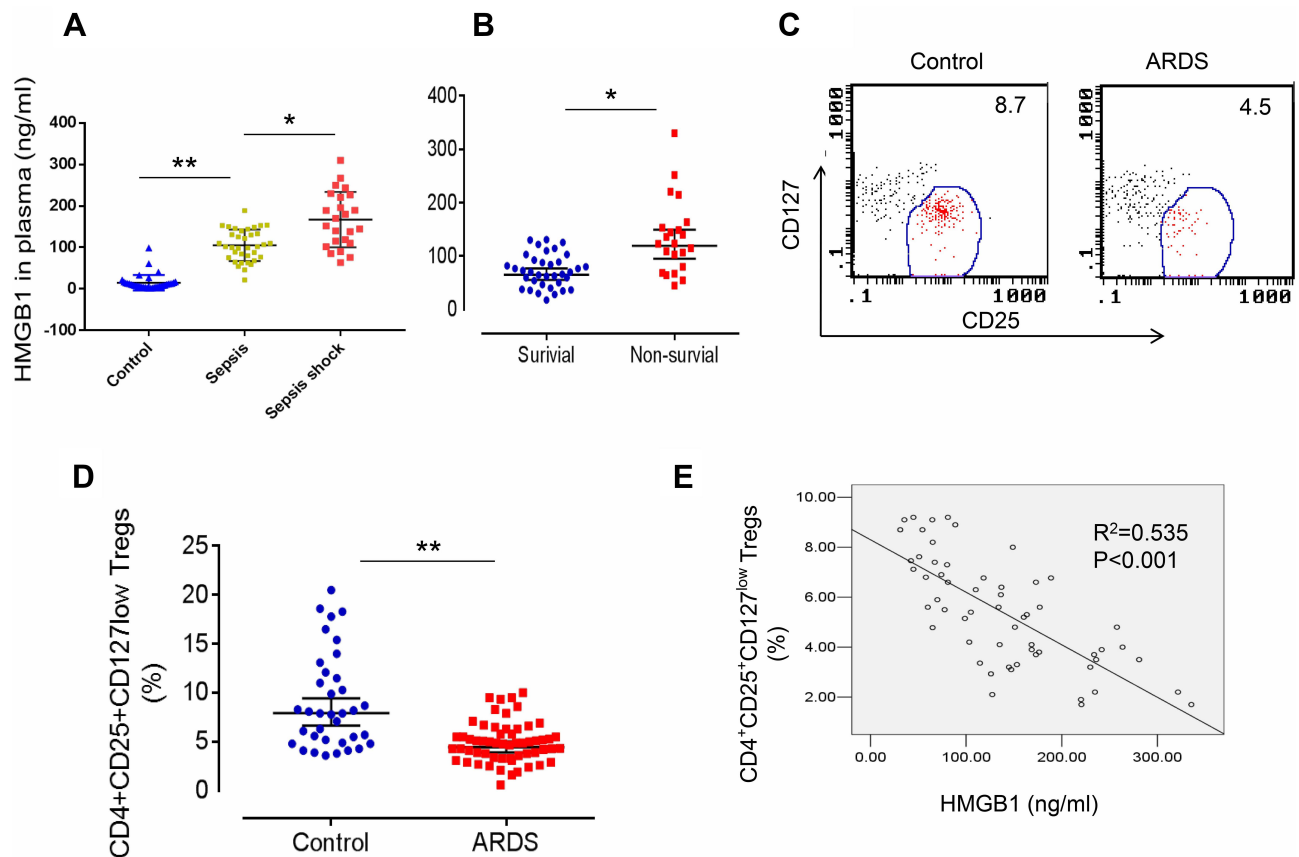 A
HMGB1 in plasma (ng/ml)
400
300
200
100
0
-100
**
*
Control
Sepsis
Sepsis shock
B
400
300
200
100
0
*
Surivial
Non-survial
C
Control
ARDS
8.7
4.5
1000
.1
.1
1000
1000
.1
.1
1000
CD127
CD25
D
CD4+CD25+CD127low Tregs
(%)
25
20
15
10
5
0
**
Control
ARDS
E
CD4+CD25+CD127low Tregs
(%)
10.00
8.00
6.00
4.00
2.00
R2=0.535
P<0.001
0.00
100.00
200.00
300.00
HMGB1 (ng/ml)